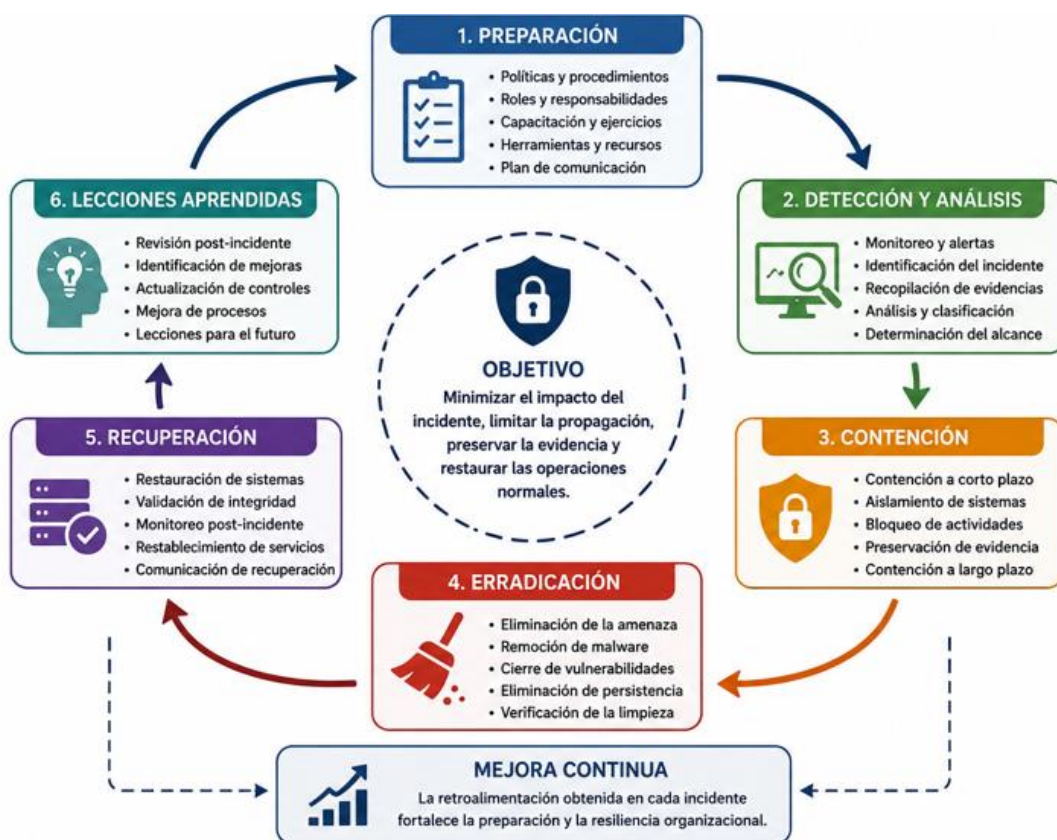 1. PREPARACIÓN
• Políticas y procedimientos
• Roles y responsabilidades
• Capacitación y ejercicios
• Herramientas y recursos
• Plan de comunicación
2. DETECCIÓN Y ANÁLISIS
• Monitoreo y alertas
• Identificación del incidente
• Recopilación de evidencias
• Análisis y clasificación
• Determinación del alcance
3. CONTENCIÓN
• Contención a corto plazo
• Aislamiento de sistemas
• Bloqueo de actividades
• Preservación de evidencia
• Contención a largo plazo
4. ERRADICACIÓN
• Eliminación de la amenaza
• Remoción de malware
• Cierre de vulnerabilidades
• Eliminación de persistencia
• Verificación de la limpieza
5. RECUPERACIÓN
• Restauración de sistemas
• Validación de integridad
• Monitoreo post-incidente
• Restablecimiento de servicios
• Comunicación de recuperación
6. LECCIONES APRENDIDAS
• Revisión post-incidente
• Identificación de mejoras
• Actualización de controles
• Mejora de procesos
• Lecciones para el futuro
OBJETIVO
Minimizar el impacto del
incidente, limitar la propagación,
preservar la evidencia y
restaurar las operaciones
normales.
MEJORA CONTINUA
La retroalimentación obtenida en cada incidente
fortalece la preparación y la resiliencia organizacional.